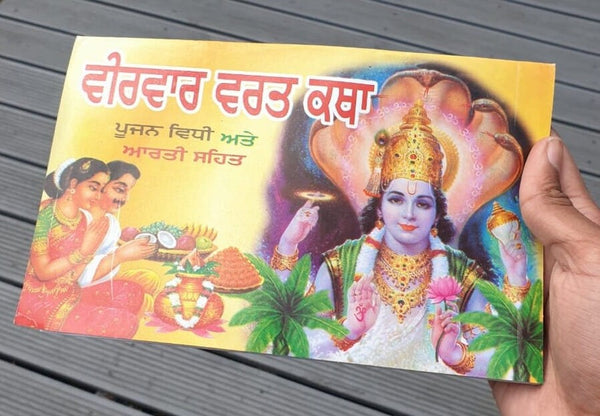 ਵੀਰਵਾਰ ਵਰਤ ਕਥਾ
ਪੂਜਨ ਵਿਧੀ ਅਤੇ
ਆਰਤੀ ਸਹਿਤ